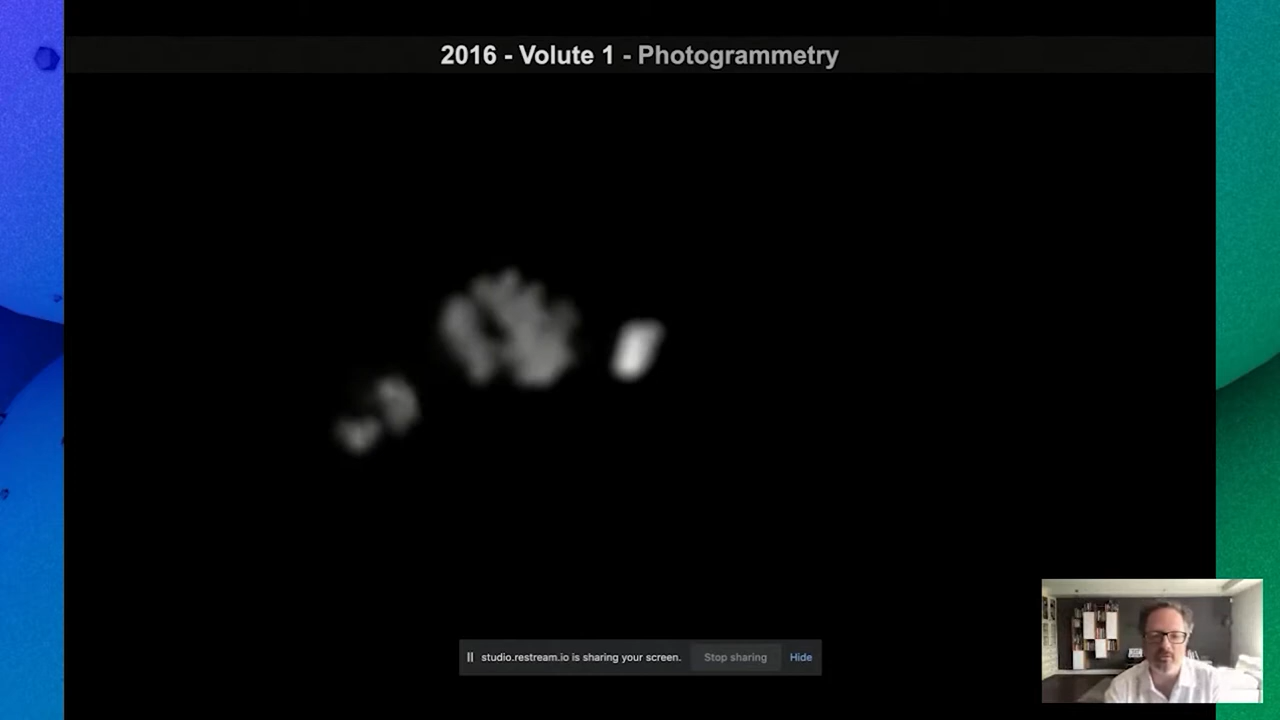 2016 - Volute 1 - Photogrammetry
studio.restream.io is sharing your screen. Stop sharing Hide